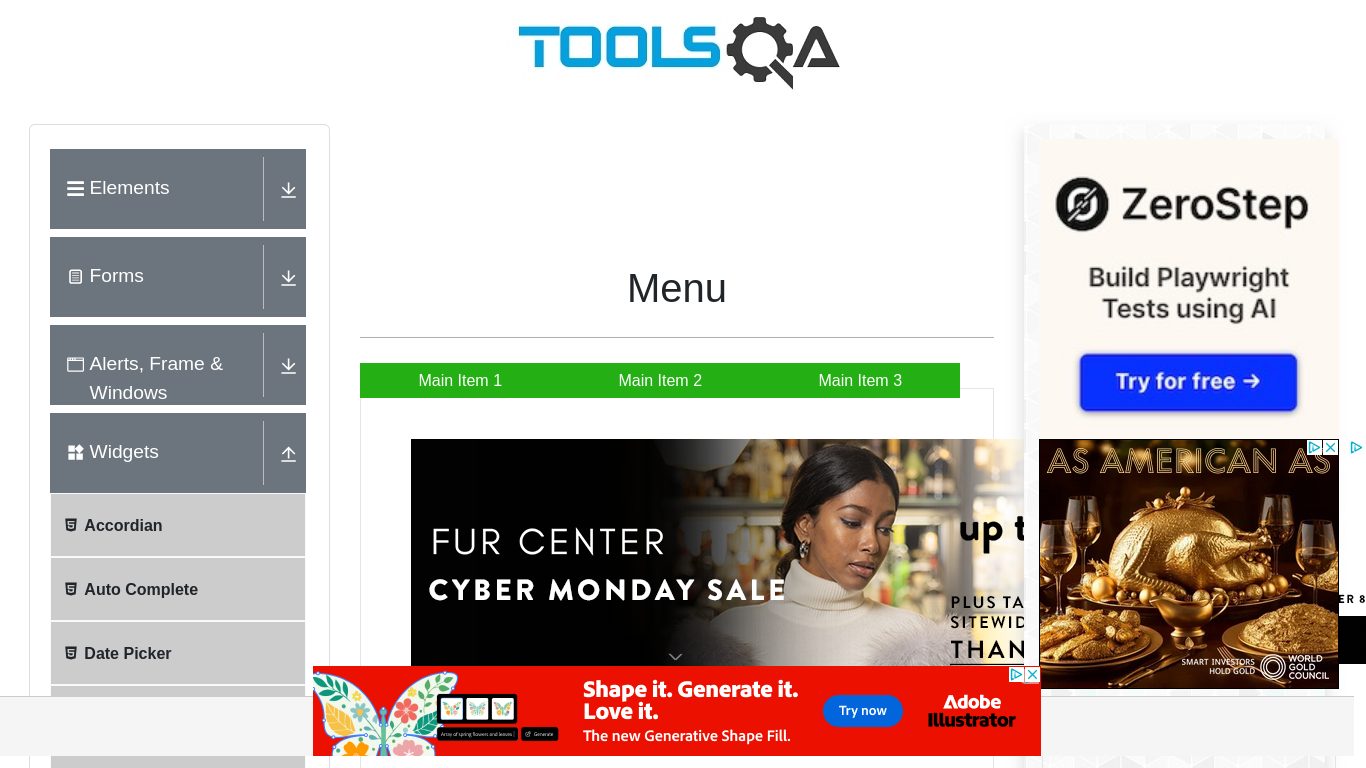 TOOLSQA
Elements
Forms
Alerts, Frame &
Windows
Widgets
Accordian
Auto Complete
Date Picker
Menu
Main Item 1
Main Item 2
Main Item 3
FUR CENTER
CYBER MONDAY SALE
up t
PLUS TA
SITEWID
THAN
ZeroStep
Build Playwright
Tests using AI
Try for free →
AS AMERICAN AS
SMART INVESTORS
HOLD GOLD
WORLD
GOLD
COUNCIL
ER 8
Array of spring flowers and leaves
Generate
Shape it. Generate it.
Love it.
The new Generative Shape Fill.
Try now
Adobe
Illustrator